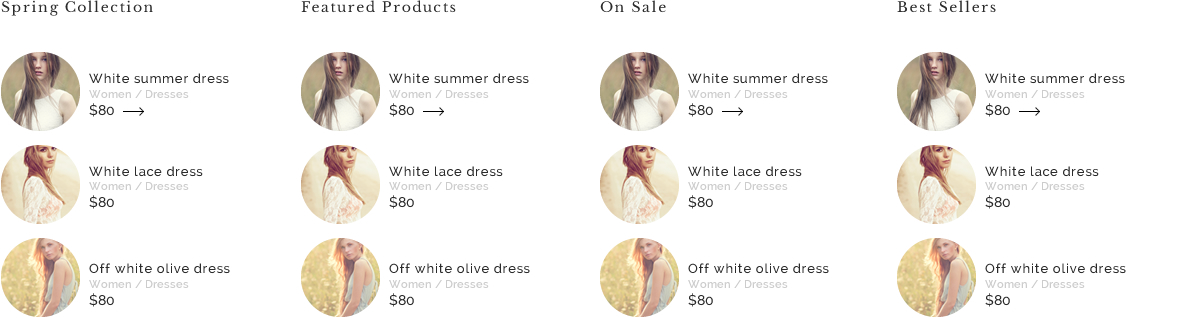 Spring Collection
White summer dress
Women / Dresses
$80
White lace dress
Women / Dresses
$80
Off white olive dress
Women / Dresses
$80
Featured Products
White summer dress
Women / Dresses
$80
White lace dress
Women / Dresses
$80
Off white olive dress
Women / Dresses
$80
On Sale
White summer dress
Women / Dresses
$80
White lace dress
Women / Dresses
$80
Off white olive dress
Women / Dresses
$80
Best Sellers
White summer dress
Women / Dresses
$80
White lace dress
Women / Dresses
$80
Off white olive dress
Women / Dresses
$80